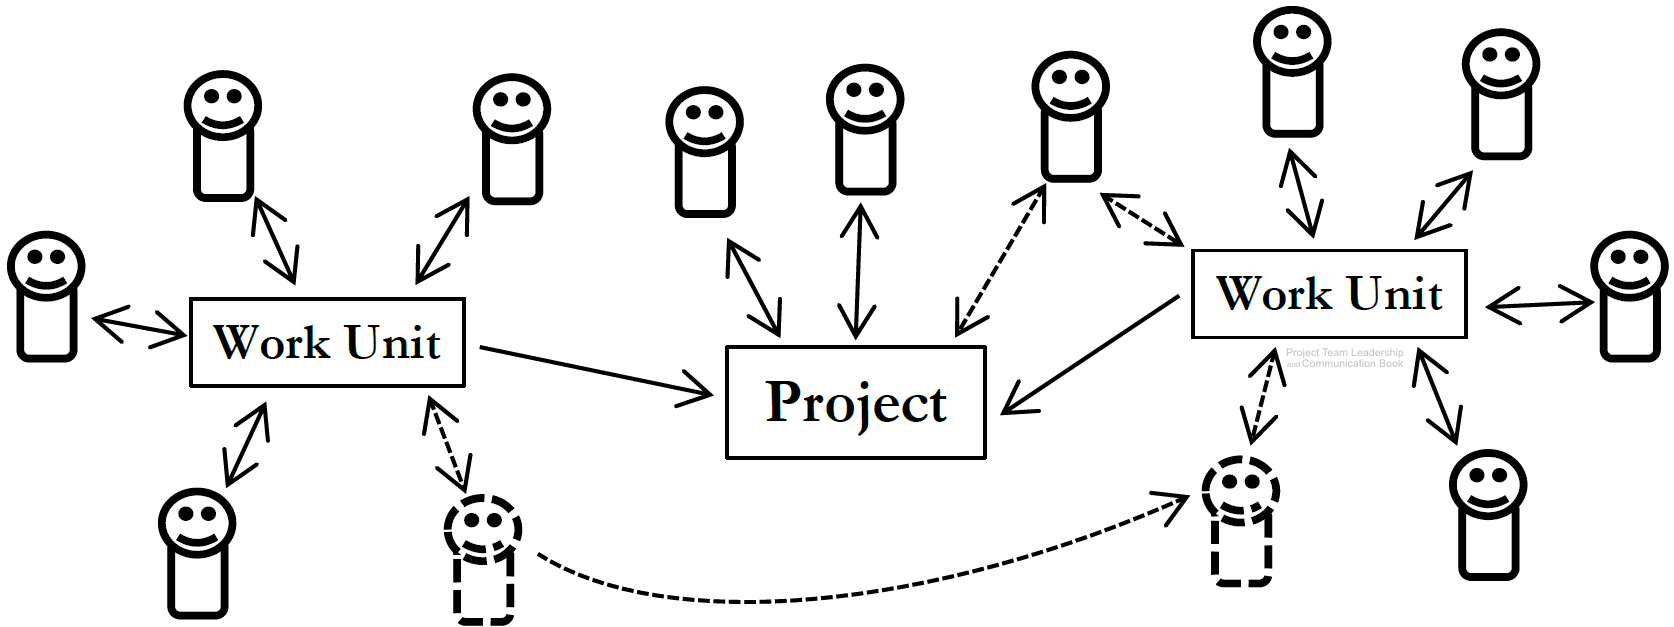 Work Unit
Project
Work Unit
Project Team Leadership
and Communication Book